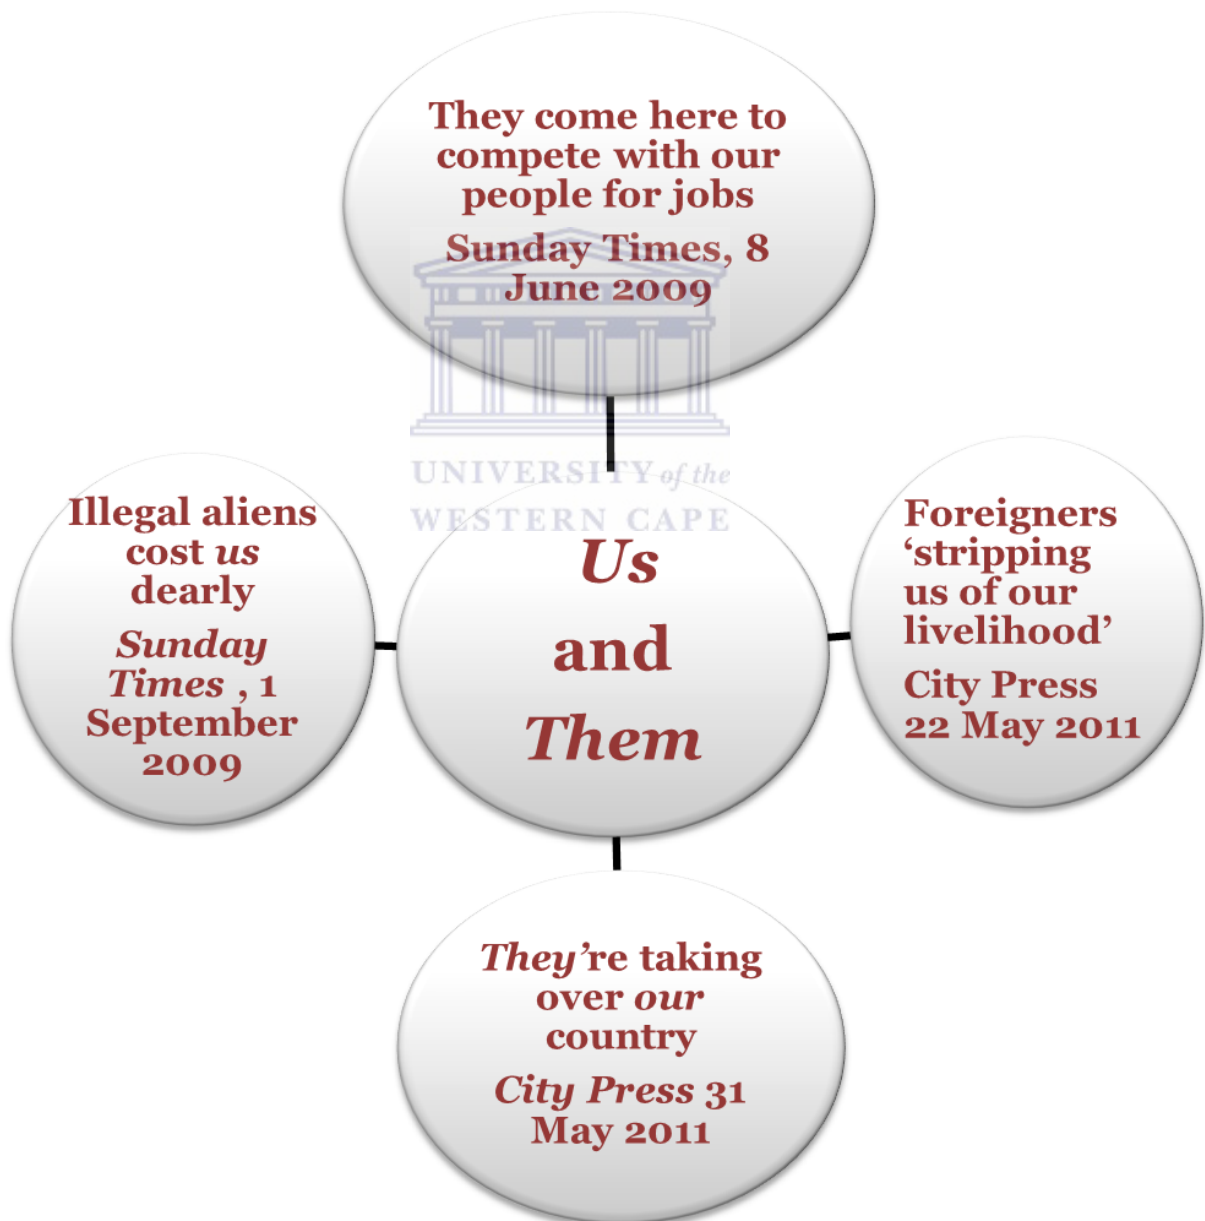 They come here to
compete with our
people for jobs
Sunday Times, 8
June 2009
UNIVERSITY of the
WESTERN CAPE
Illegal aliens
cost us
dearly
Sunday
Times , 1
September
2009
Us
and
Them
Foreigners
‘stripping
us of our
livelihood’
City Press
22 May 2011
They’re taking
over our
country
City Press 31
May 2011